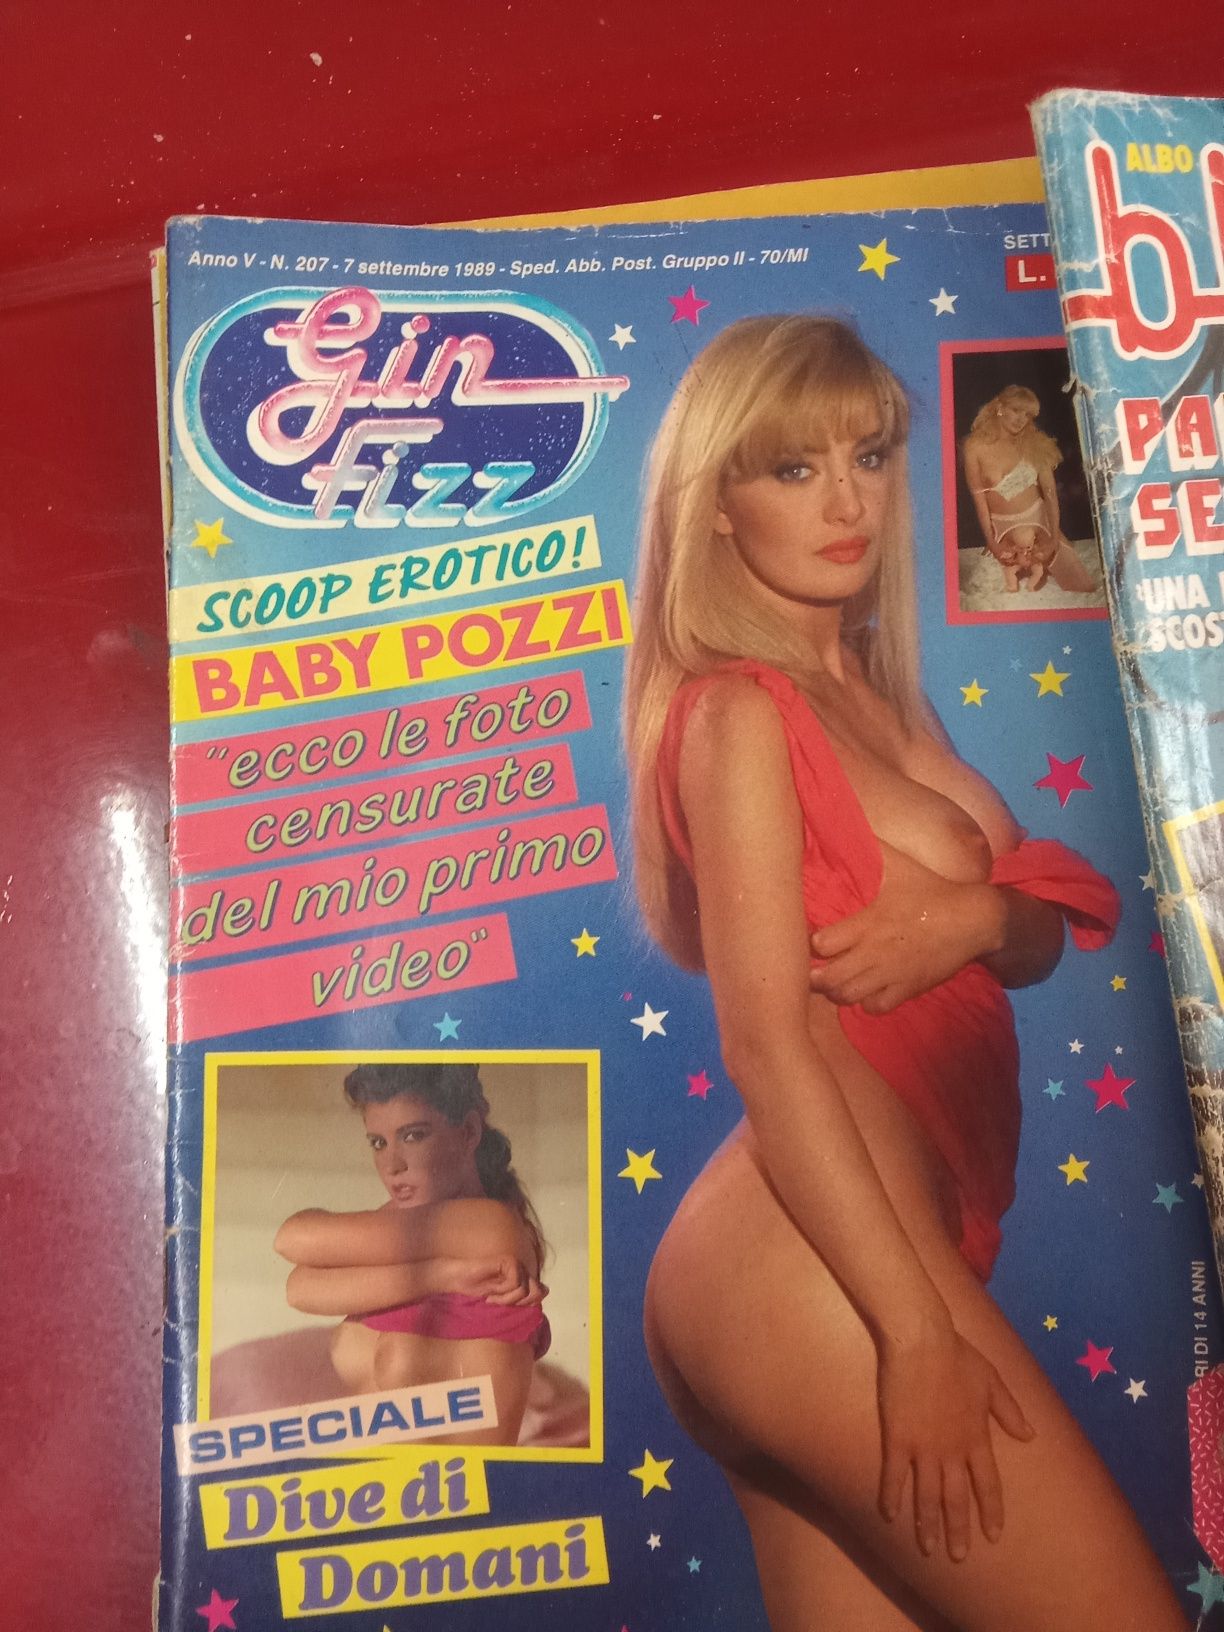 Anno V - N. 207 - 7 settembre 1989 - Sped. Abb. Post. Gruppo II - 70/MI
SETT
L.
Gin
Fizz
SCOOP EROTICO!
BABY POZZI
"ecco le foto
censurate
del mio primo
video"
SPECIALE
Dive di
Domani
ALBO
bl
PA
SE
UNA
SCOS
RI DI 14 ANNI